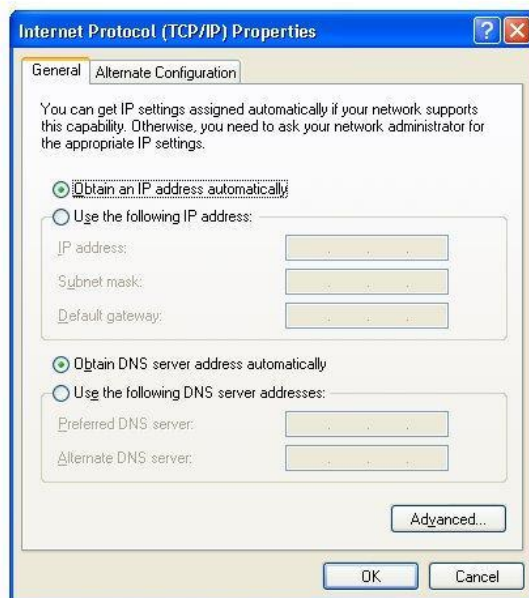 Internet Protocol (TCP/IP) Properties
General
Alternate Configuration
You can get IP settings assigned automatically if your network supports
this capability. Otherwise, you need to ask your network administrator for
the appropriate IP settings.
Obtain an IP address automatically
Use the following IP address:
IP address:
Subnet mask:
Default gateway:
Obtain DNS server address automatically
Use the following DNS server addresses:
Preferred DNS server:
Alternate DNS server:
Advanced...
OK
Cancel